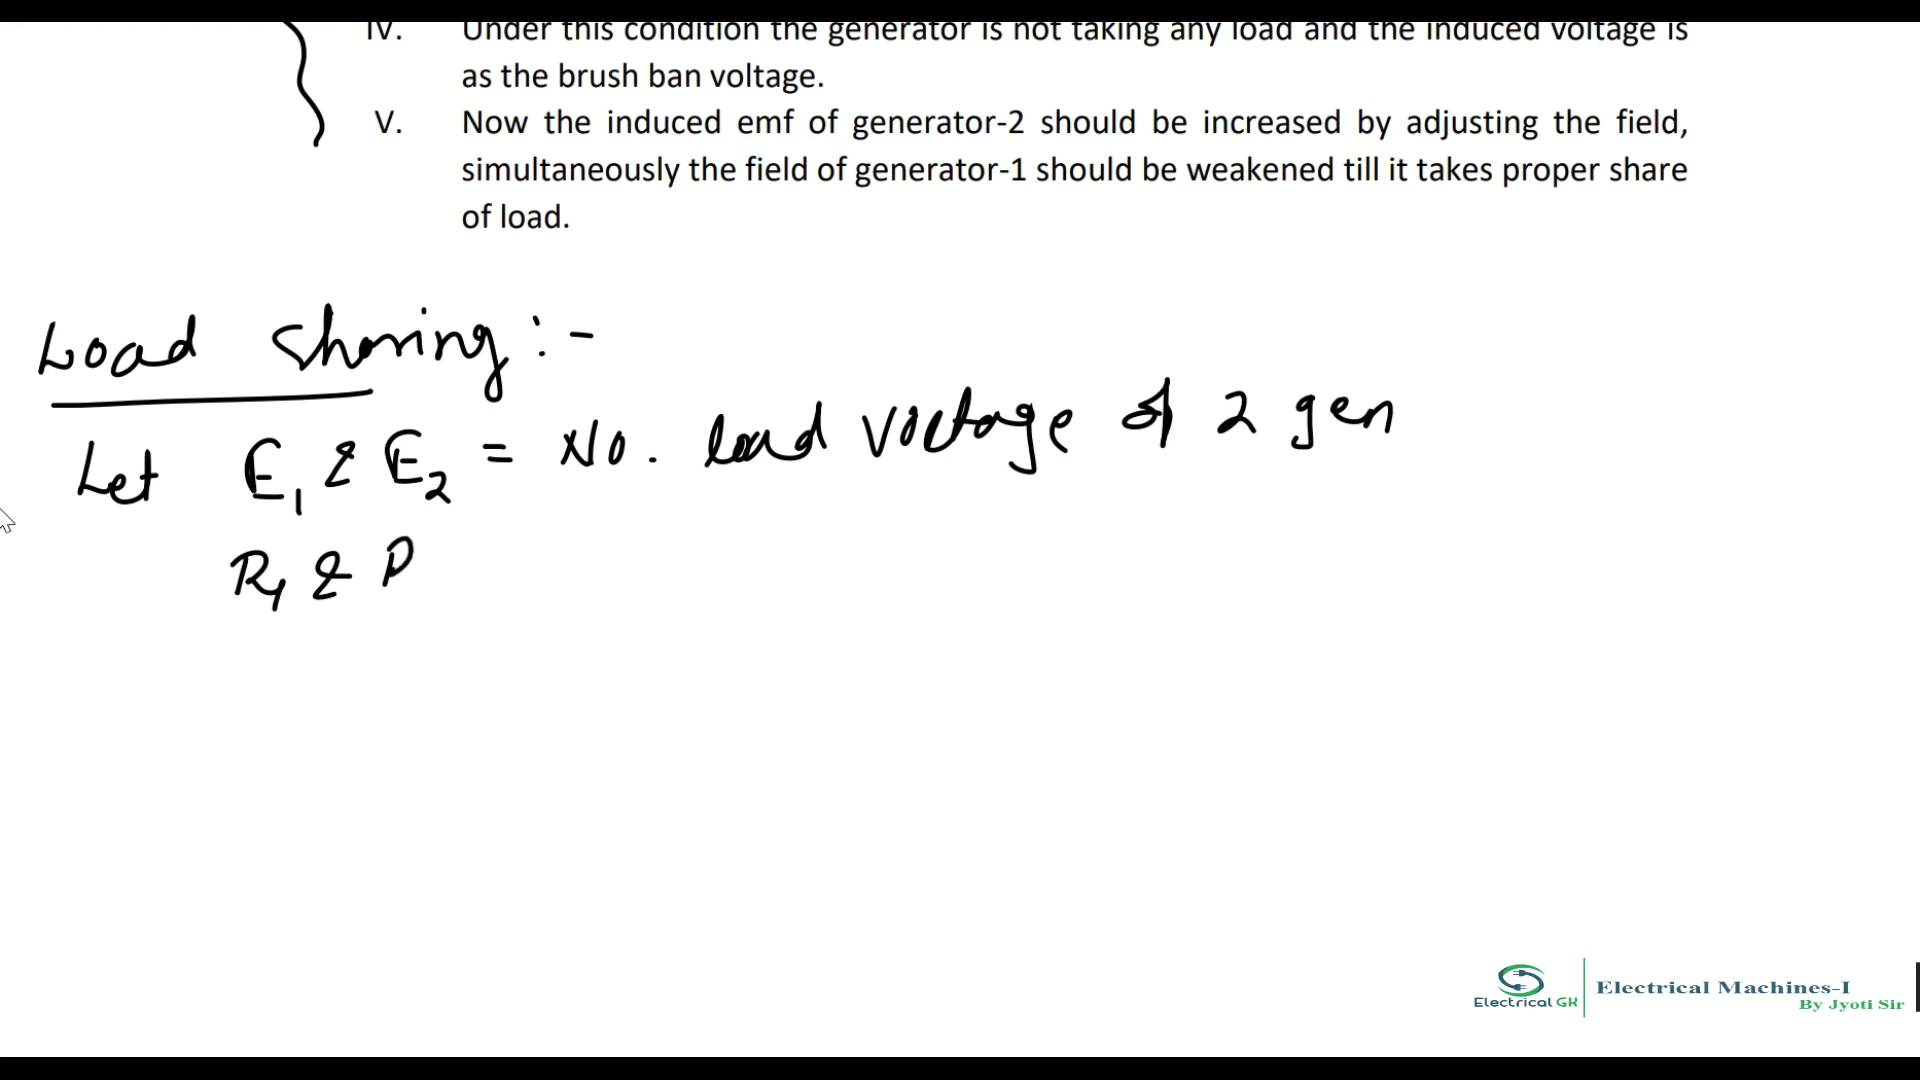 IV. Under this condition the generator is not taking any load and the induced voltage is
as the brush ban voltage.
V. Now the induced emf of generator-2 should be increased by adjusting the field,
simultaneously the field of generator-1 should be weakened till it takes proper share
of load.
Load Sharing :-
Let E₁ & E₂ = No. load voltage of 2 gen
R₁ & P
Electrical GK
Electrical Machines-I
By Jyoti Sir